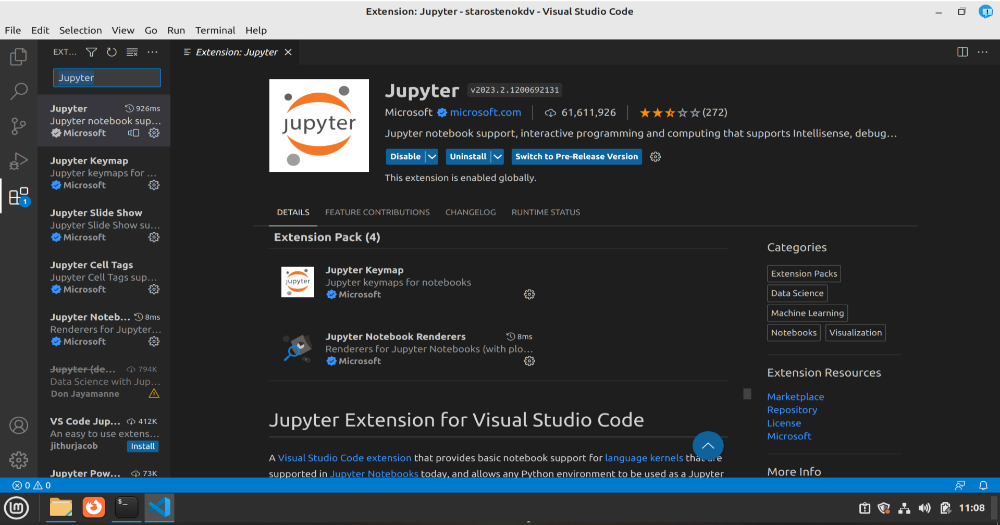 Extension: Jupyter - starostenokdv - Visual Studio Code
File Edit Selection View Go Run Terminal Help
EXT...
Extension: Jupyter
Jupyter
Jupyter 926ms
Jupyter notebook sup...
Microsoft
Jupyter Keymap
Jupyter keymaps for ...
Microsoft
Jupyter Slide Show
Jupyter Slide Show su...
Microsoft
Jupyter Cell Tags
Jupyter Cell Tags sup...
Microsoft
Jupyter Noteb... 8ms
Renderers for Jupyter...
Microsoft
Jupyter (de... 794K
Data Science with Jup...
Don Jayamanne
VS Code Jup... 412K
An easy to use extens...
jithurjacob Install
Jupyter Pow... 73K
1
jupyter
Jupyter v2023.2.1200692131
Microsoft microsoft.com 61,611,926 (272)
Jupyter notebook support, interactive programming and computing that supports Intellisense, debug...
Disable Uninstall Switch to Pre-Release Version
This extension is enabled globally.
DETAILS FEATURE CONTRIBUTIONS CHANGELOG RUNTIME STATUS
Extension Pack (4)
jupyter
Jupyter Keymap
Jupyter keymaps for notebooks
Microsoft
Jupyter Notebook Renderers 8ms
Renderers for Jupyter Notebooks (with plo...
Microsoft
Jupyter Extension for Visual Studio Code
A Visual Studio Code extension that provides basic notebook support for language kernels that are
supported in Jupyter Notebooks today, and allows any Python environment to be used as a Jupyter
Categories
Extension Packs
Data Science
Machine Learning
Notebooks Visualization
Extension Resources
Marketplace
Repository
License
Microsoft
More Info
0 0
$_
11:08